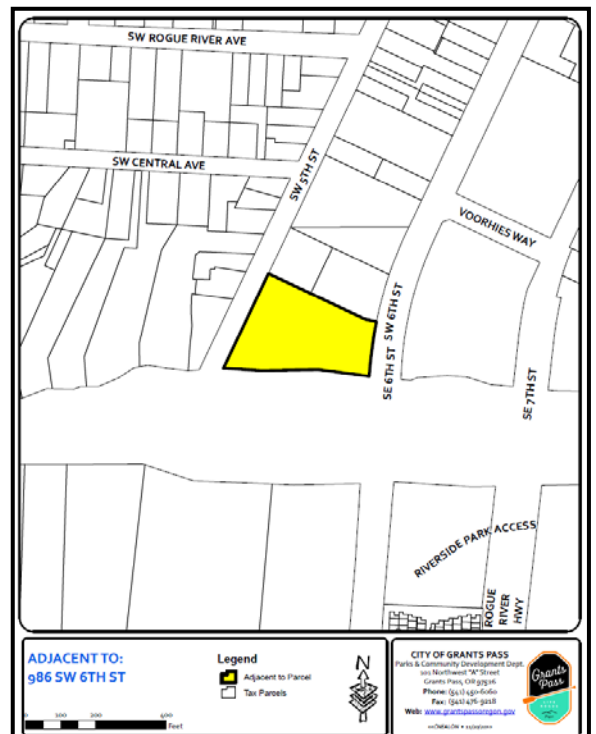 SW ROGUE RIVER AVE
SW CENTRAL AVE
SW 5TH ST
VOORHIES WAY
SW 6TH ST
SE 6TH ST
SE 7TH ST
RIVERSIDE PARK ACCESS
ROGUE
RIVER
HWY
ADJACENT TO:
986 SW 6TH ST
Legend
Adjacent to Parcel
Tax Parcels
N
0 100 200 400
Feet
CITY OF GRANTS PASS
Parks & Community Development Dept.
101 Northwest "A" Street
Grants Pass, OR 97526
Phone: (541) 450-6060
Fax: (541) 476-9218
Web: www.grantspassoregon.gov
Grants
Pass